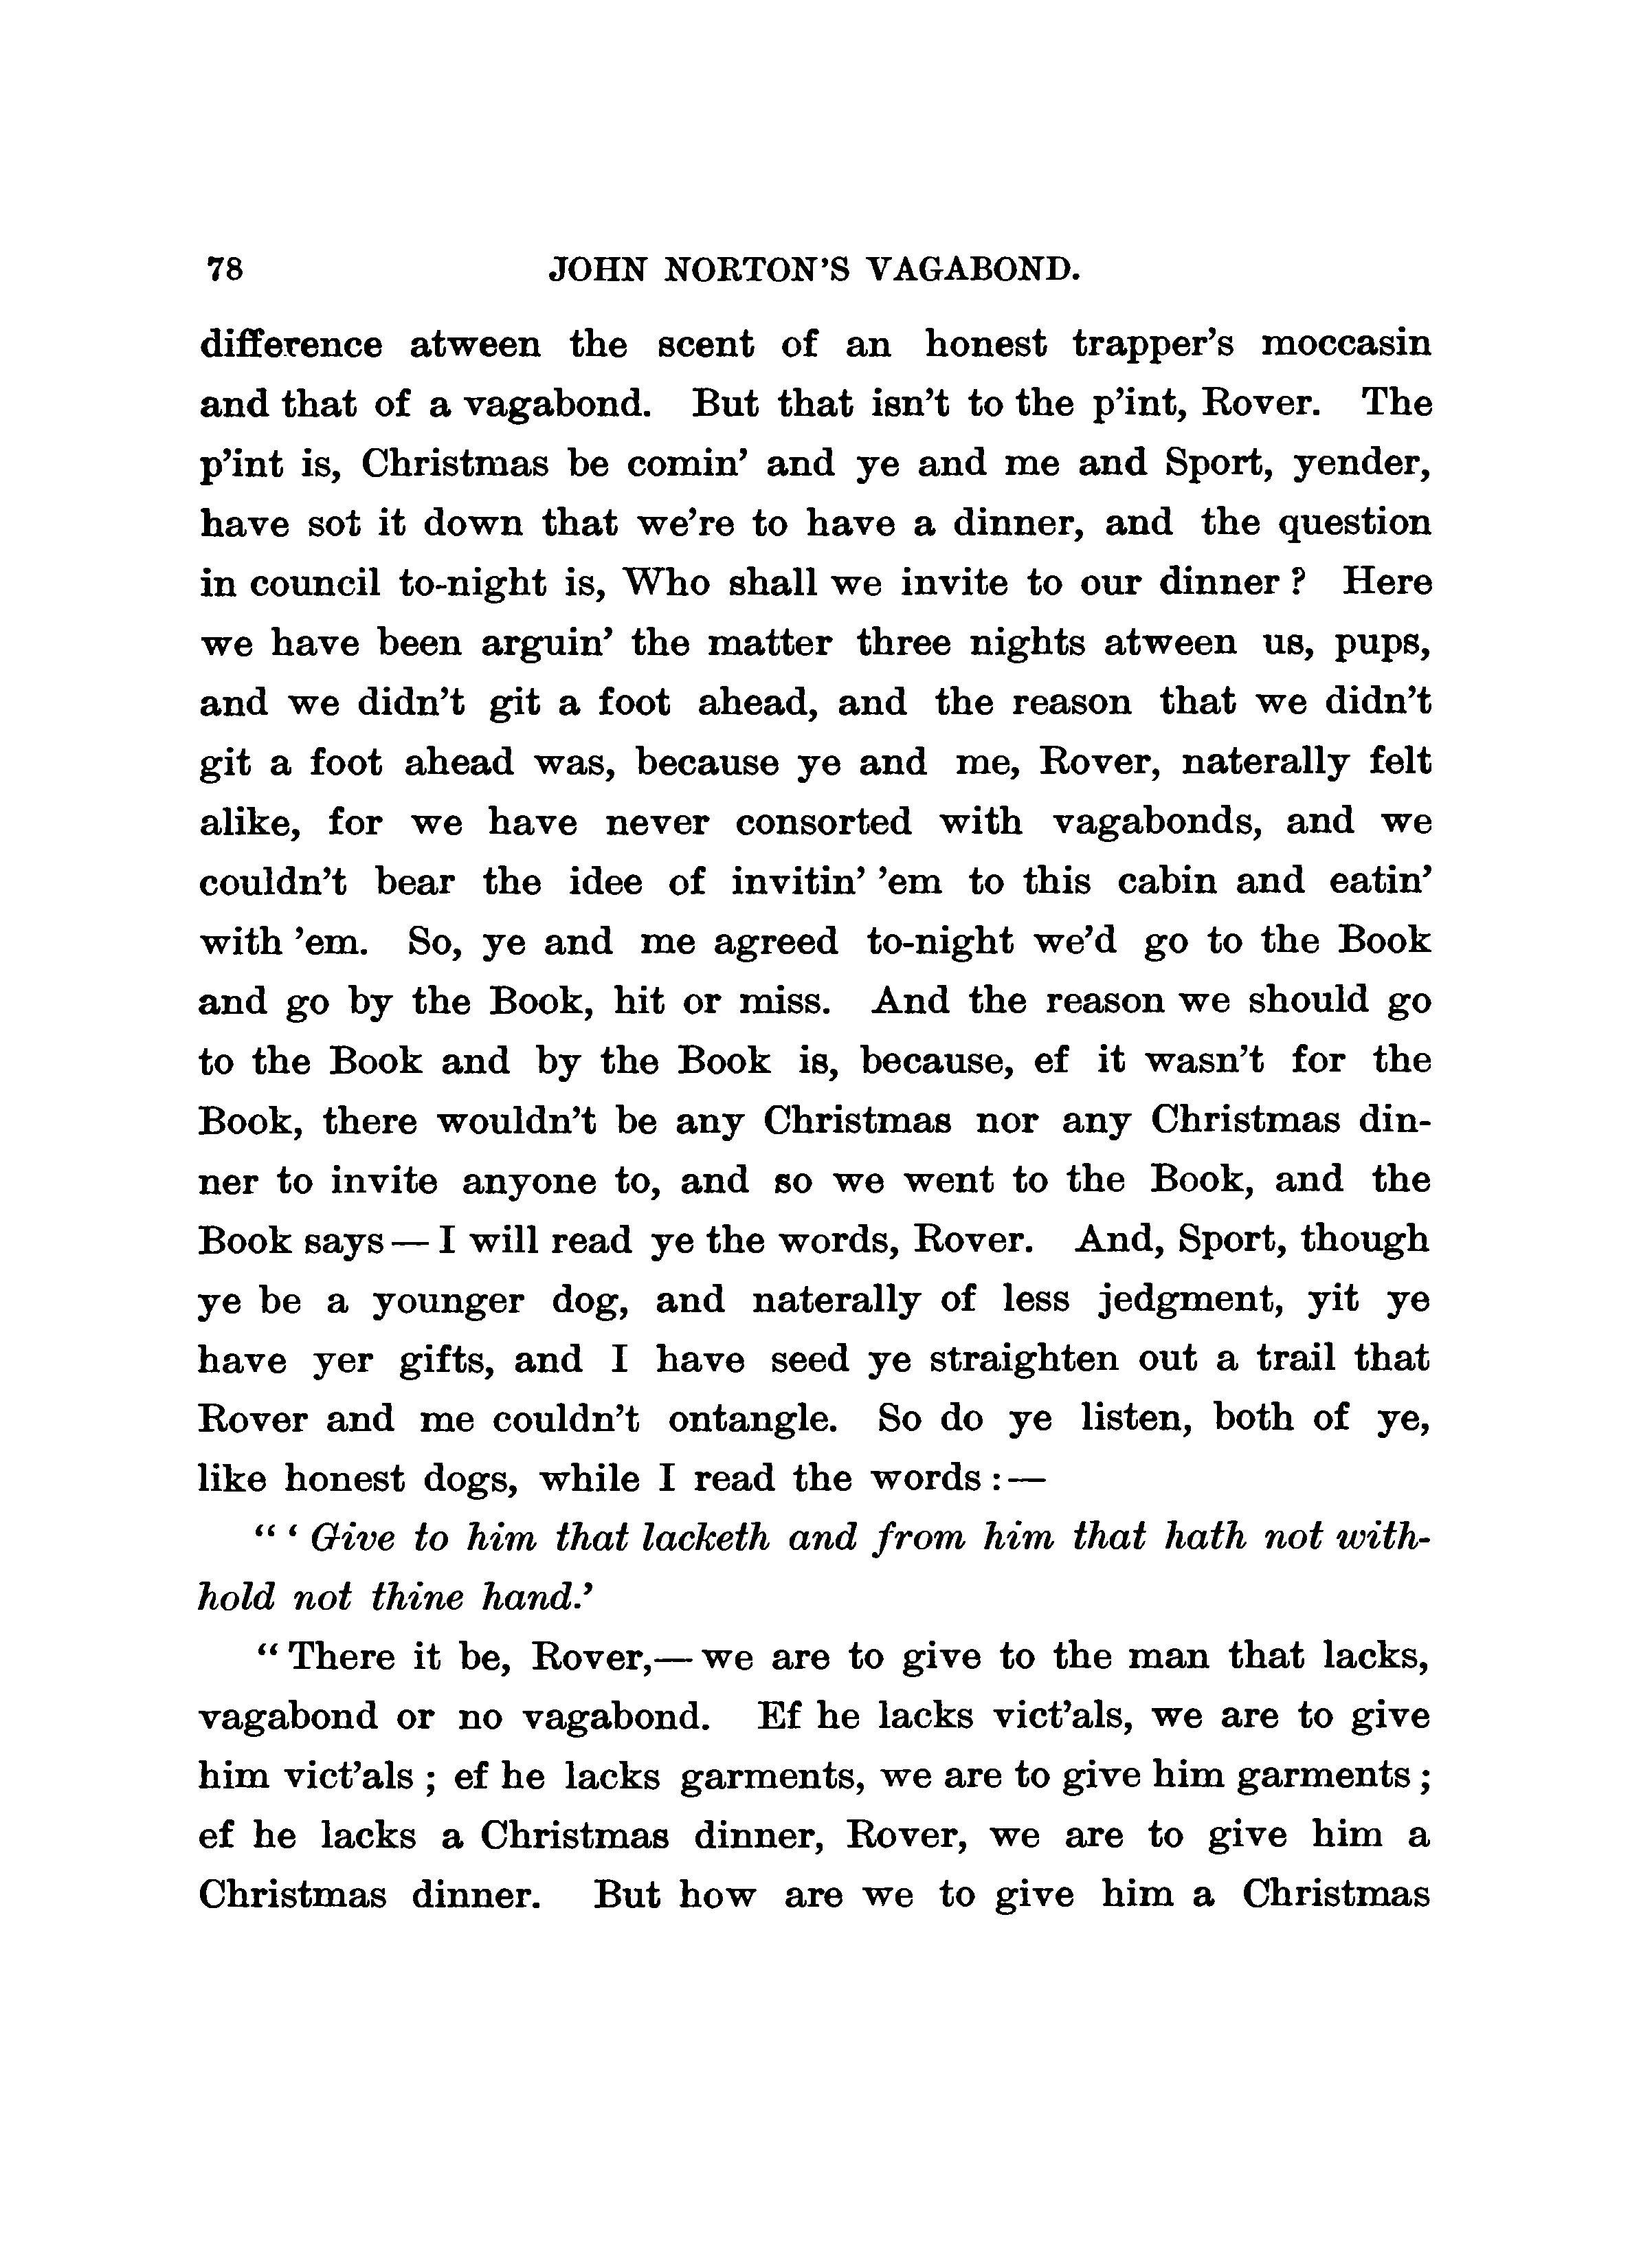 78 JOHN NORTON'S VAGABOND.
difference atween the scent of an honest trapper's moccasin
and that of a vagabond. But that isn't to the p'int, Rover. The
p'int is, Christmas be comin' and ye and me and Sport, yender,
have sot it down that we're to have a dinner, and the question
in council to-night is, Who shall we invite to our dinner? Here
we have been arguin' the matter three nights atween us, pups,
and we didn't git a foot ahead, and the reason that we didn't
git a foot ahead was, because ye and me, Rover, naterally felt
alike, for we have never consorted with vagabonds, and we
couldn't bear the idee of invitin' 'em to this cabin and eatin'
with 'em. So, ye and me agreed to-night we'd go to the Book
and go by the Book, hit or miss. And the reason we should go
to the Book and by the Book is, because, ef it wasn't for the
Book, there wouldn't be any Christmas nor any Christmas din-
ner to invite anyone to, and so we went to the Book, and the
Book says — I will read ye the words, Rover. And, Sport, though
ye be a younger dog, and naterally of less jedgment, yit ye
have yer gifts, and I have seed ye straighten out a trail that
Rover and me couldn't ontangle. So do ye listen, both of ye,
like honest dogs, while I read the words: —
"'Give to him that lacketh and from him that hath not with-
hold not thine hand.'
"There it be, Rover, — we are to give to the man that lacks,
vagabond or no vagabond. Ef he lacks vict'als, we are to give
him vict'als; ef he lacks garments, we are to give him garments;
ef he lacks a Christmas dinner, Rover, we are to give him a
Christmas dinner. But how are we to give him a Christmas